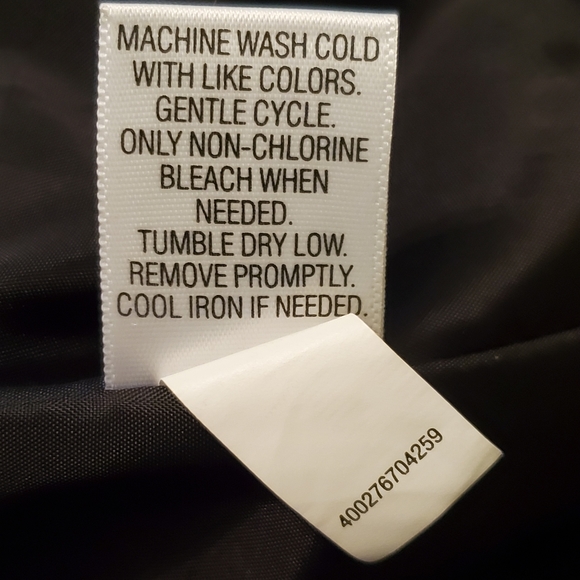 MACHINE WASH COLD
WITH LIKE COLORS.
GENTLE CYCLE.
ONLY NON-CHLORINE
BLEACH WHEN
NEEDED.
TUMBLE DRY LOW.
REMOVE PROMPTLY.
COOL IRON IF NEEDED.
400276704259